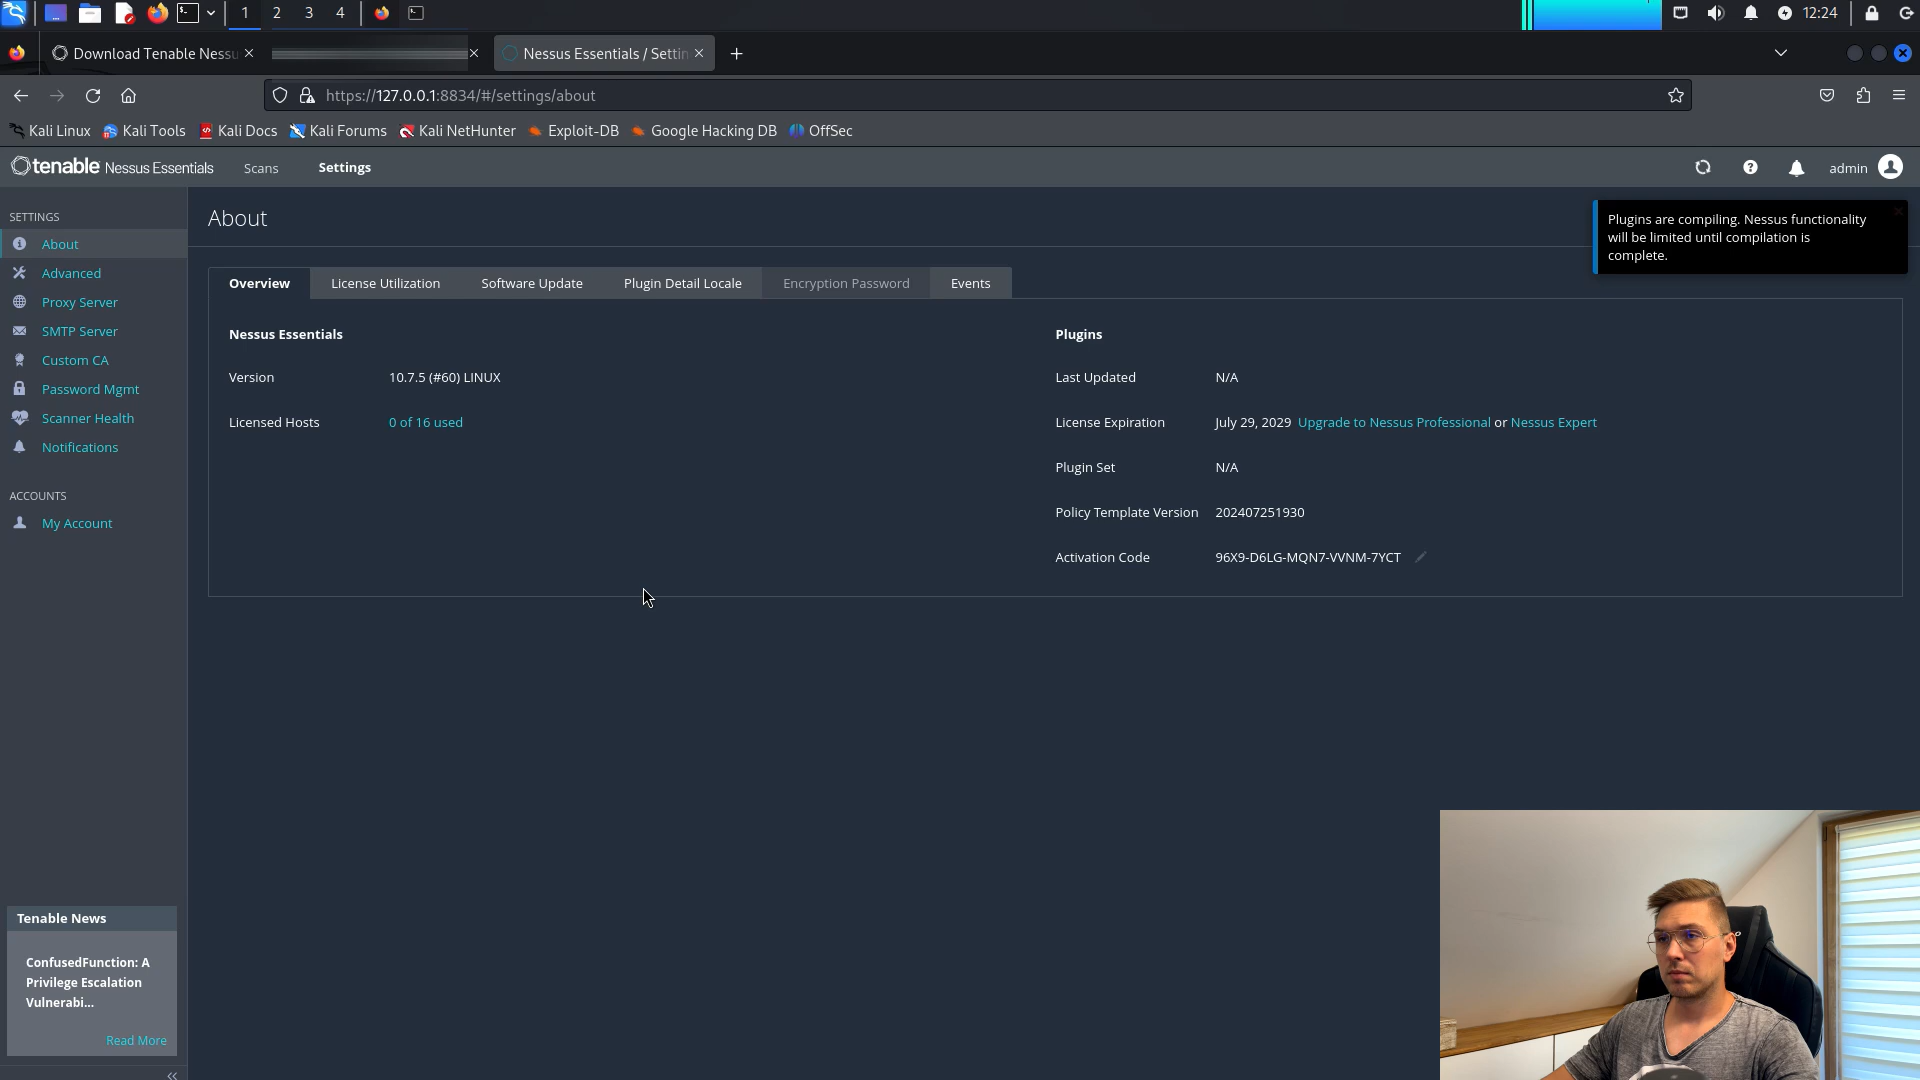 1 2 3 4 12:24
Download Tenable Nessu
Nessus Essentials / Settin
https://127.0.0.1:8834/#/settings/about
Kali Linux Kali Tools Kali Docs Kali Forums Kali NetHunter Exploit-DB Google Hacking DB OffSec
tenable Nessus Essentials Scans Settings admin
SETTINGS
About
Advanced
Proxy Server
SMTP Server
Custom CA
Password Mgmt
Scanner Health
Notifications
ACCOUNTS
My Account
Tenable News
ConfusedFunction: A
Privilege Escalation
Vulnerabi...
Read More
About
Plugins are compiling. Nessus functionality
will be limited until compilation is
complete.
Overview License Utilization Software Update Plugin Detail Locale Encryption Password Events
Nessus Essentials
Version 10.7.5 (#60) LINUX
Licensed Hosts 0 of 16 used
Plugins
Last Updated N/A
License Expiration July 29, 2029 Upgrade to Nessus Professional or Nessus Expert
Plugin Set N/A
Policy Template Version 202407251930
Activation Code 96X9-D6LG-MQN7-VVNM-7YCT